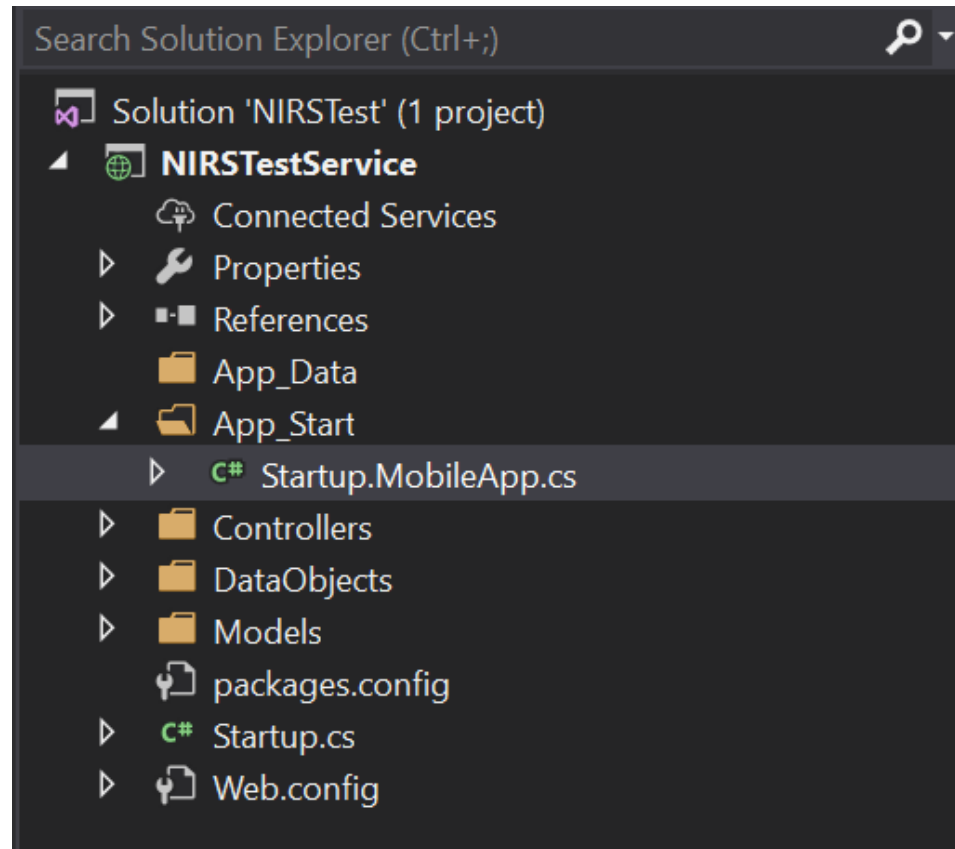 Search Solution Explorer (Ctrl+;)
Solution 'NIRSTest' (1 project)
NIRSTestService
Connected Services
Properties
References
App_Data
App_Start
C# Startup.MobileApp.cs
Controllers
DataObjects
Models
packages.config
C# Startup.cs
Web.config